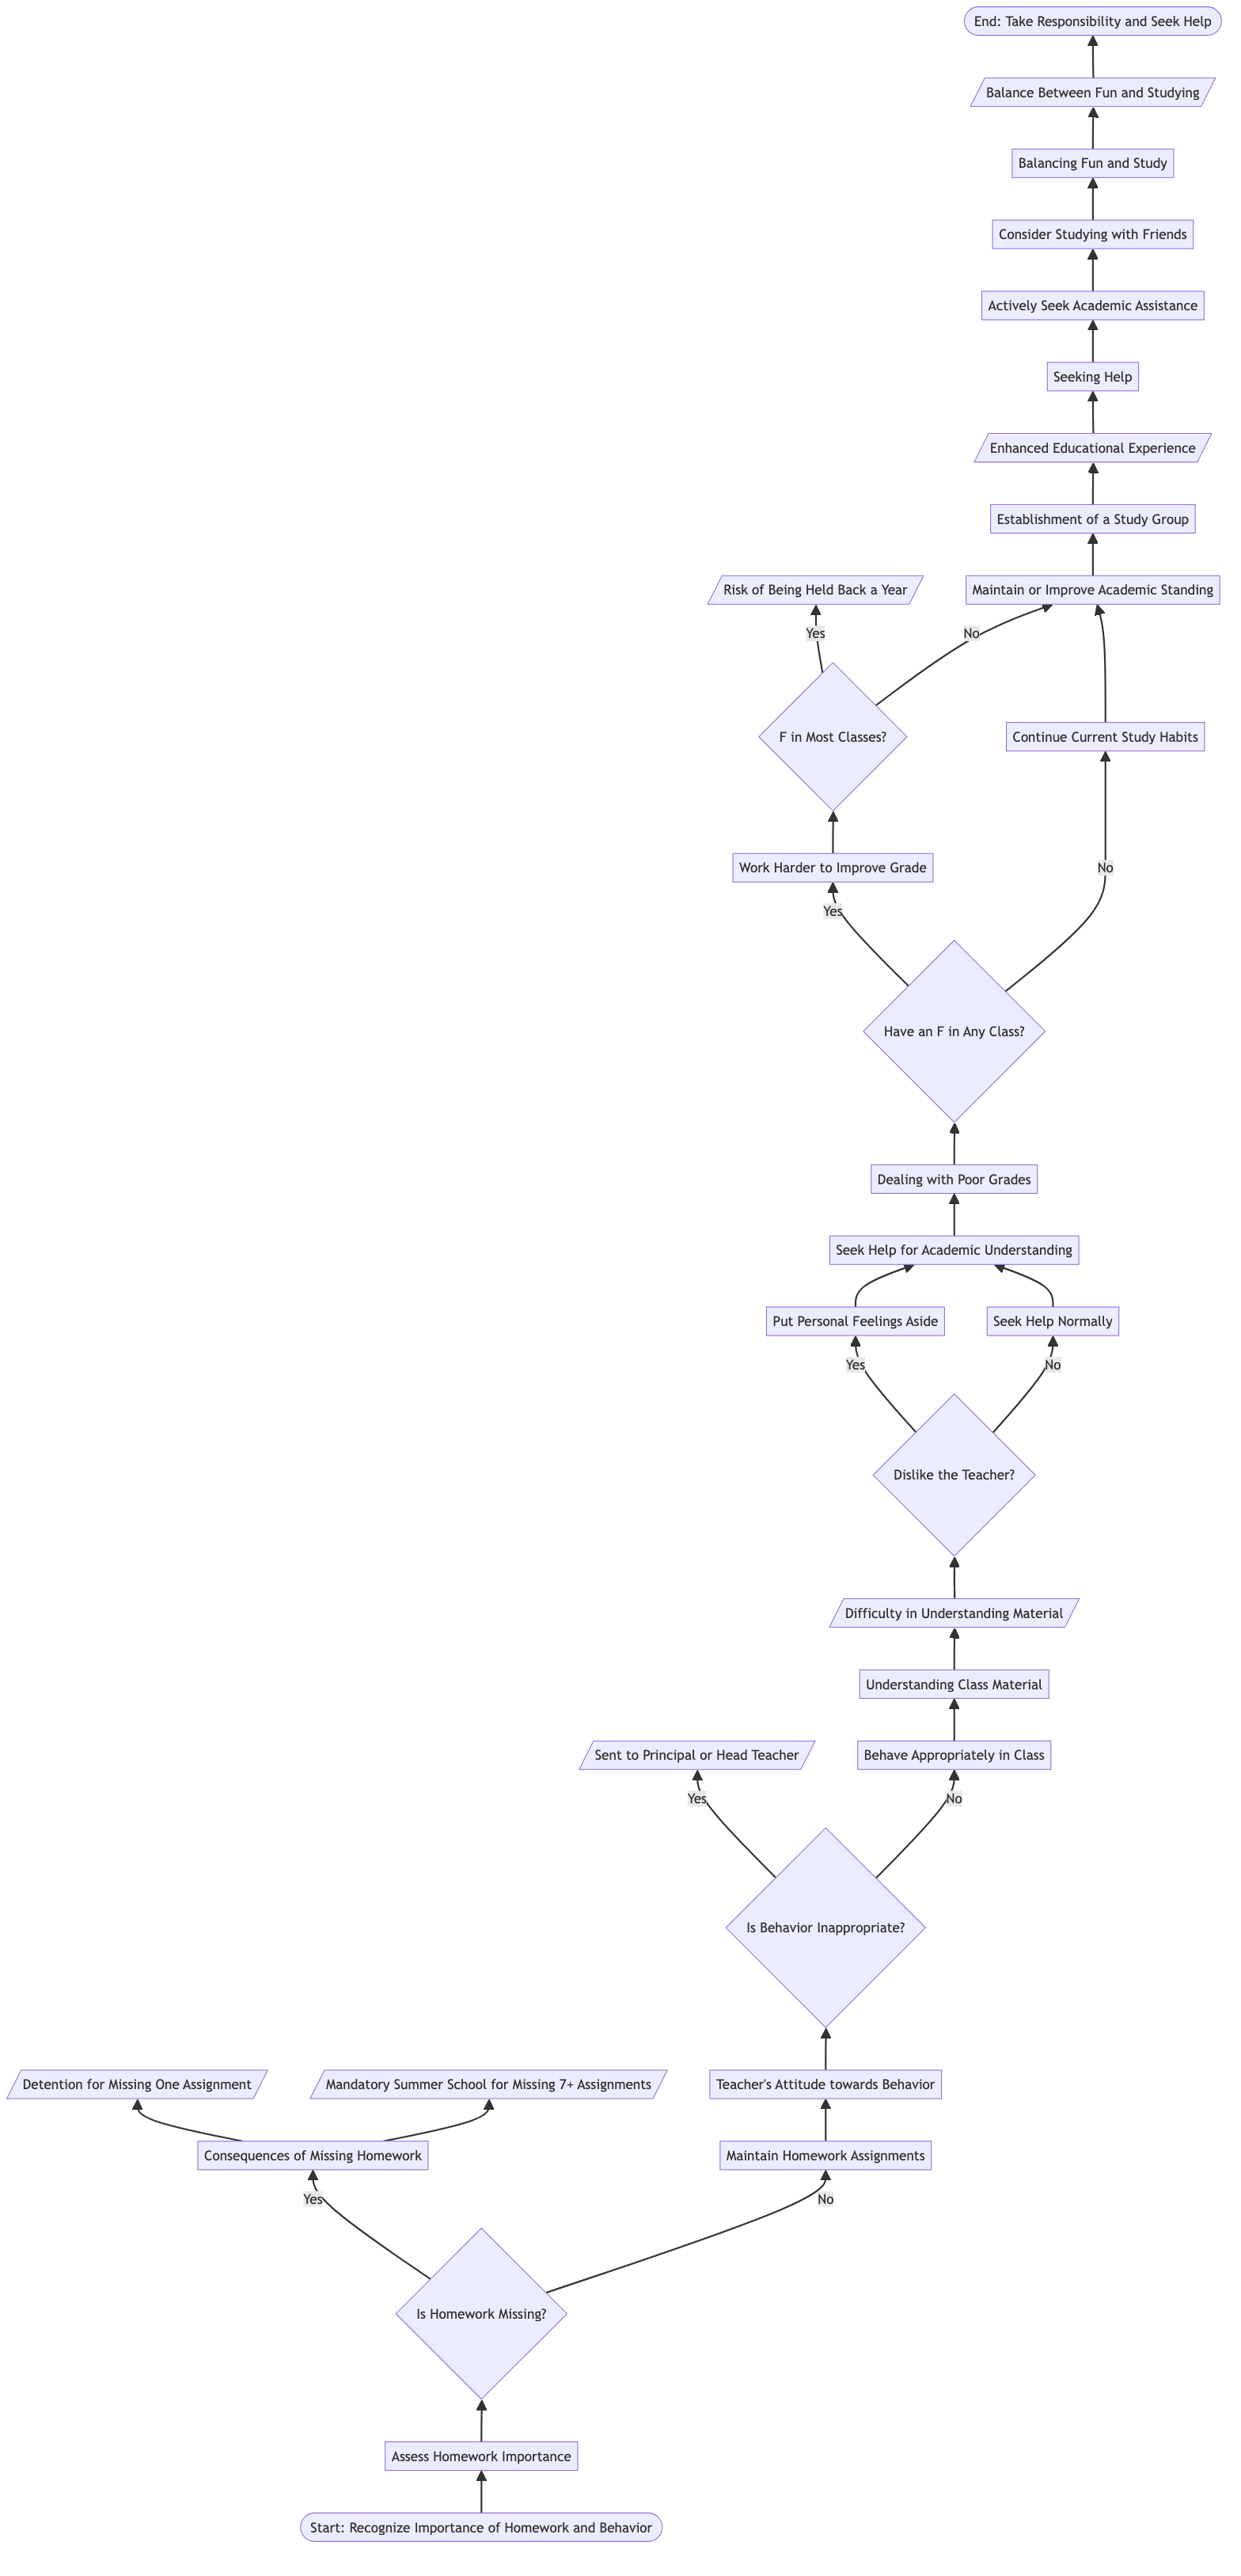 End: Take Responsibility and Seek Help
Balance Between Fun and Studying
Balancing Fun and Study
Consider Studying with Friends
Actively Seek Academic Assistance
Seeking Help
Enhanced Educational Experience
Establishment of a Study Group
Risk of Being Held Back a Year
Maintain or Improve Academic Standing
Yes
No
F in Most Classes?
Continue Current Study Habits
Work Harder to Improve Grade
No
Yes
Have an F in Any Class?
Dealing with Poor Grades
Seek Help for Academic Understanding
Put Personal Feelings Aside
Seek Help Normally
Yes
No
Dislike the Teacher?
Difficulty in Understanding Material
Understanding Class Material
Sent to Principal or Head Teacher
Behave Appropriately in Class
Yes
No
Is Behavior Inappropriate?
Detention for Missing One Assignment
Mandatory Summer School for Missing 7+ Assignments
Teacher's Attitude towards Behavior
Consequences of Missing Homework
Maintain Homework Assignments
Yes
No
Is Homework Missing?
Assess Homework Importance
Start: Recognize Importance of Homework and Behavior